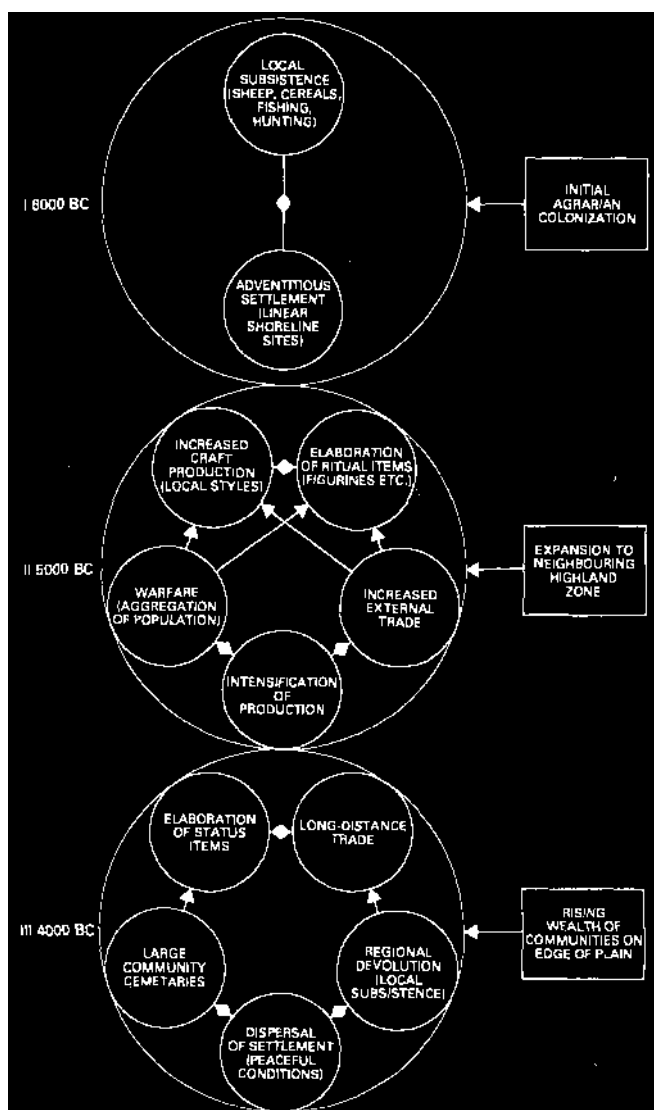 LOCAL
SUBSISTENCE
(SHEEP, CEREALS,
FISHING,
HUNTING)
I 6000 BC
INITIAL
AGRARIAN
COLONIZATION
ADVENTITIOUS
SETTLEMENT
(LINEAR
SHORELINE
SITES)
INCREASED
CRAFT
PRODUCTION
(LOCAL STYLES)
ELABORATION
OF RITUAL ITEMS
(FIGURINES ETC.)
II 5000 BC
EXPANSION TO
NEIGHBOURING
HIGHLAND
ZONE
WARFARE
(AGGREGATION
OF POPULATION)
INCREASED
EXTERNAL
TRADE
INTENSIFICATION
OF
PRODUCTION
ELABORATION
OF STATUS
ITEMS
LONG-DISTANCE
TRADE
III 4000 BC
RISING
WEALTH OF
COMMUNITIES ON
EDGE OF PLAIN
LARGE
COMMUNITY
CEMETARIES
REGIONAL
DEVOLUTION
(LOCAL
SUBSISTENCE)
DISPERSAL
OF SETTLEMENT
(PEACEFUL
CONDITIONS)